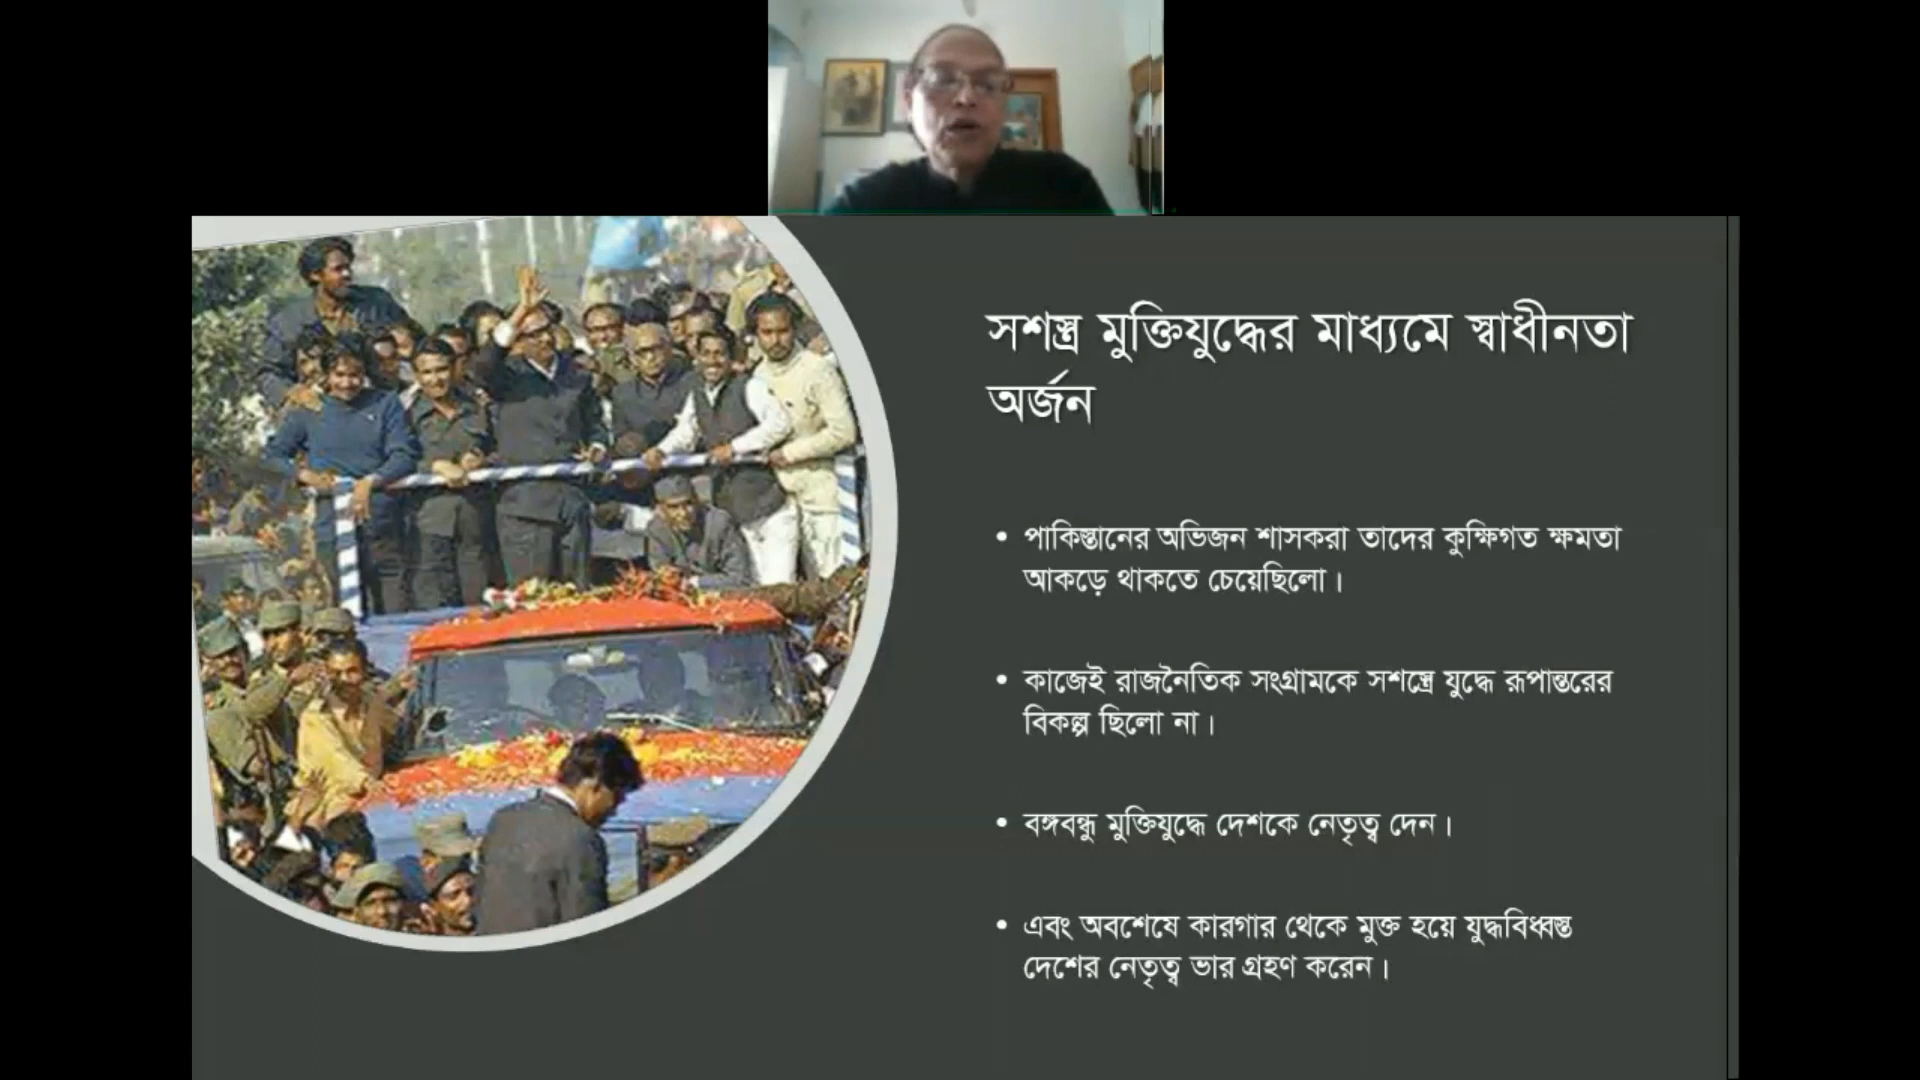 সশস্ত্র মুক্তিযুদ্ধের মাধ্যমে স্বাধীনতা
অর্জন
• পাকিস্তানের অভিজন শাসকরা তাদের কুক্ষিগত ক্ষমতা
আকড়ে থাকতে চেয়েছিলো।
• কাজেই রাজনৈতিক সংগ্রামকে সশস্ত্রে যুদ্ধে রূপান্তরের
বিকল্প ছিলো না।
• বঙ্গবন্ধু মুক্তিযুদ্ধে দেশকে নেতৃত্ব দেন।
• এবং অবশেষে কারগার থেকে মুক্ত হয়ে যুদ্ধবিধ্বস্ত
দেশের নেতৃত্ব ভার গ্রহণ করেন।